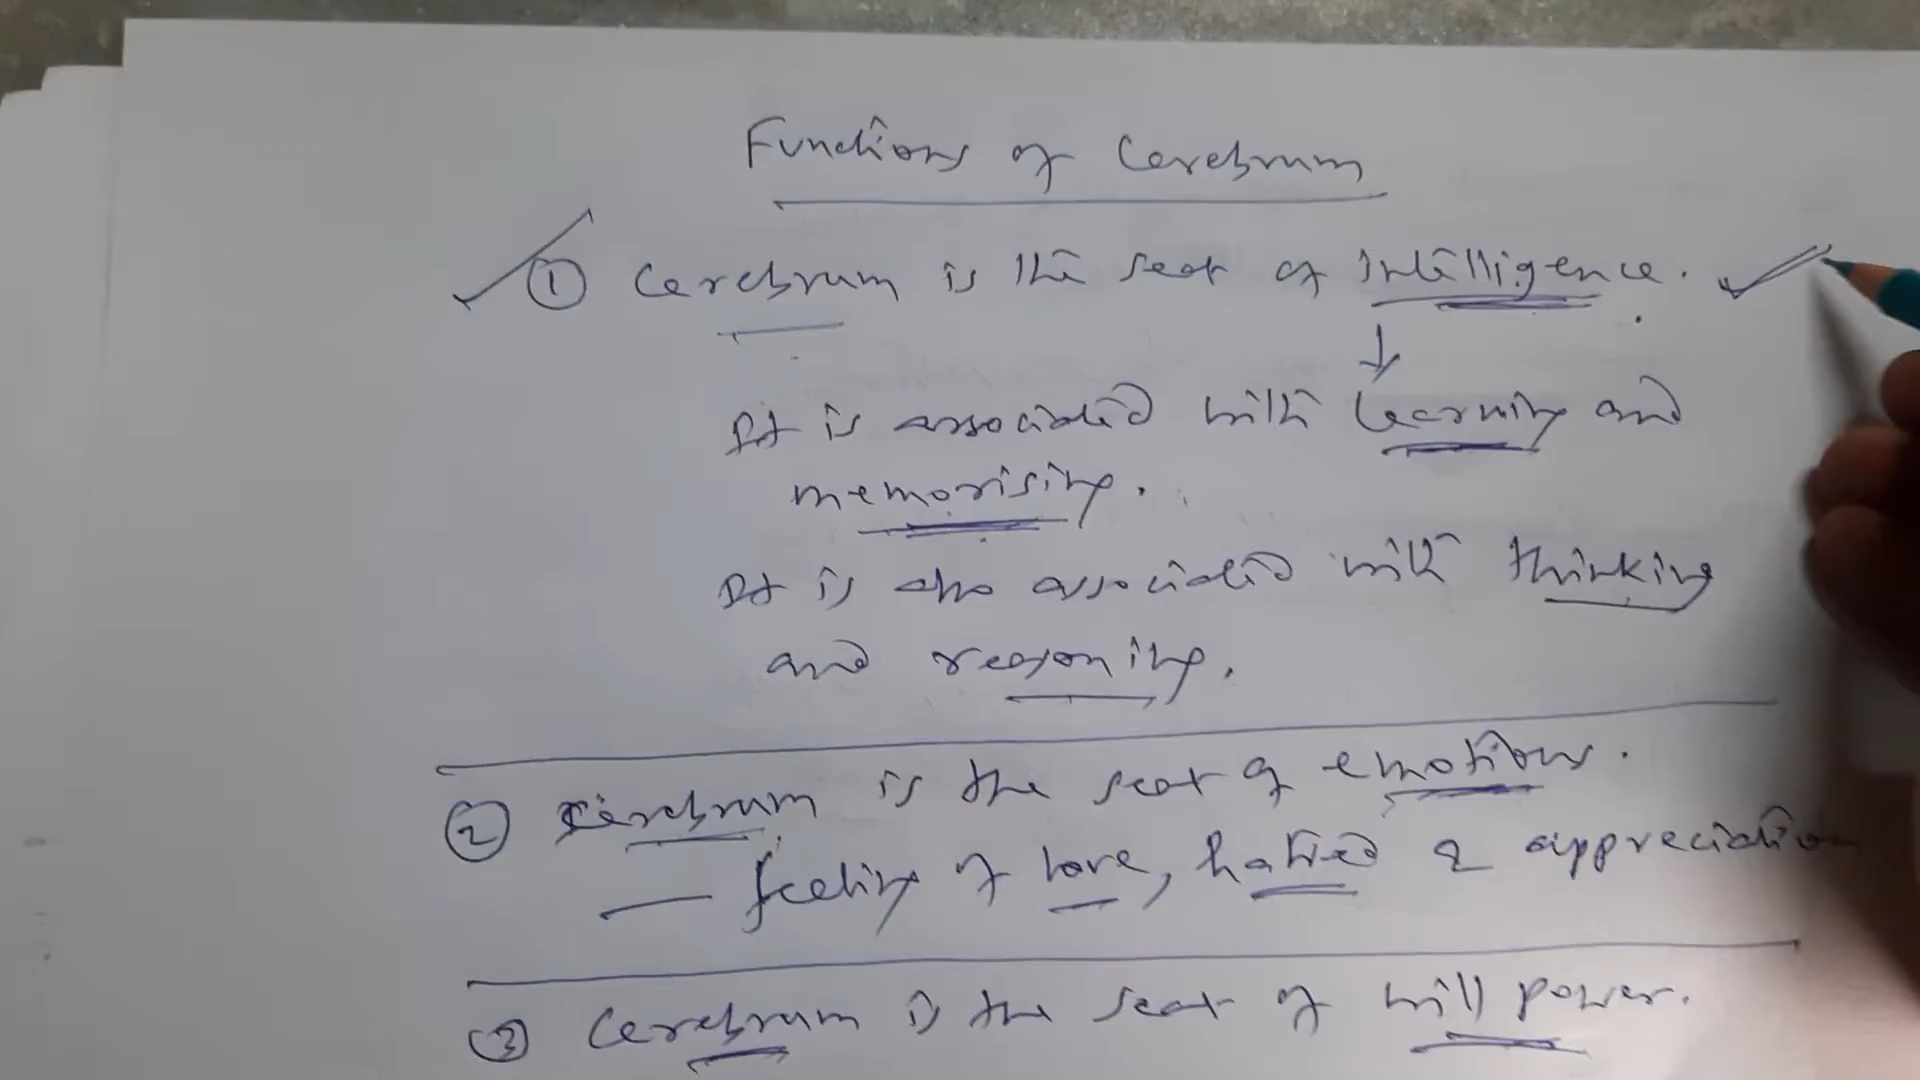 Functions of Cerebrum
① Cerebrum is the seat of Intelligence.
It is associated with learning and
memorising.
It is also associated with thinking
and reasoning.
② Cerebrum is the seat of emotions.
— feeling of love, hatred & appreciation
③ Cerebrum is the seat of will power.